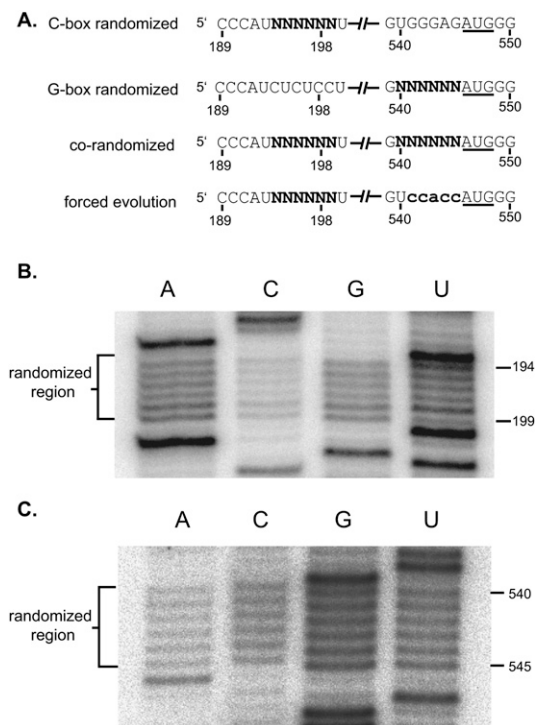 A.
C-box randomized 5' CCCAUNNNNNNU—//—GUGGGAGAUGGG
189 198 540 550
G-box randomized 5' CCCAUCUCUCCU—//—GNNNNNNAUGGG
189 198 540 550
co-randomized 5' CCCAUNNNNNNU—//—GNNNNNNAUGGG
189 198 540 550
forced evolution 5' CCCAUNNNNNNU—//—GUccaccAUGGG
189 198 540 550
B.
A C G U
randomized
region
194
199
C.
A C G U
randomized
region
540
545